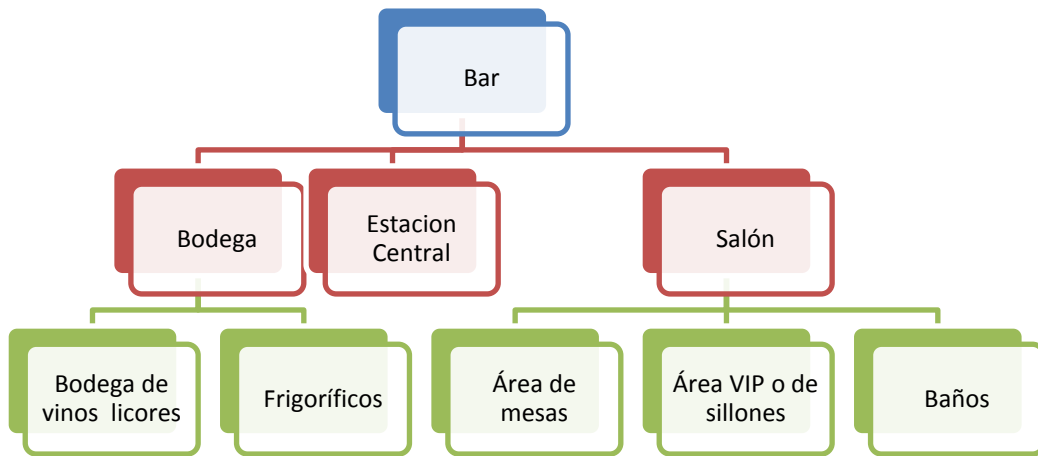 Bar
Bodega
Estacion
Central
Salón
Bodega de
vinos  licores
Frigoríficos
Área de
mesas
Área VIP o de
sillones
Baños